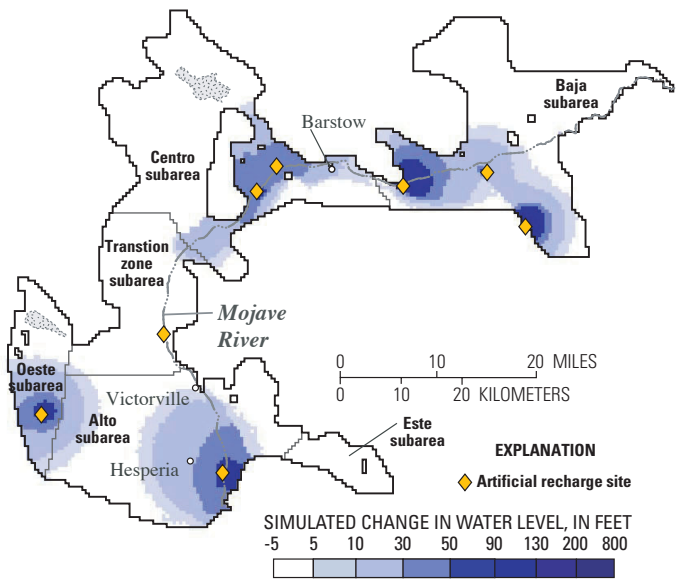 Baja
subarea
Barstow
Centro
subarea
Transtion
zone
subarea
Mojave
River
0 10 20 MILES
0 10 20 KILOMETERS
Oeste
subarea
Victorville
Alto
subarea
Este
subarea
Hesperia
EXPLANATION
Artificial recharge site
SIMULATED CHANGE IN WATER LEVEL, IN FEET
-5 5 10 30 50 90 130 200 800